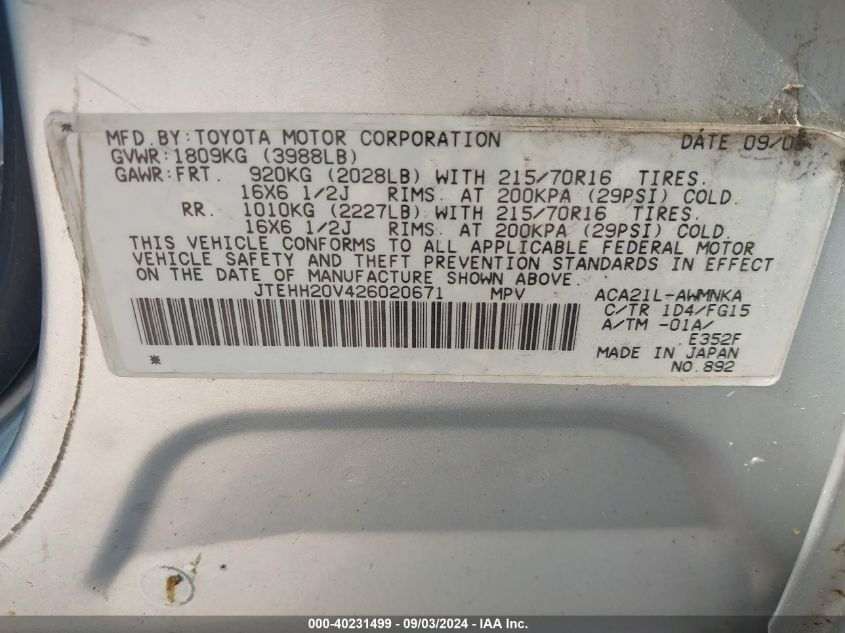 MFD.BY:TOYOTA MOTOR CORPORATION DATE 09/0
GVWR:1809KG (3988LB)
GAWR:FRT. 920KG (2028LB) WITH 215/70R16 TIRES.
16X6 1/2J RIMS. AT 200KPA (29PSI) COLD.
RR. 1010KG (2227LB) WITH 215/70R16 TIRES.
16X6 1/2J RIMS. AT 200KPA (29PSI) COLD.
THIS VEHICLE CONFORMS TO ALL APPLICABLE FEDERAL MOTOR
VEHICLE SAFETY AND THEFT PREVENTION STANDARDS IN EFFECT
ON THE DATE OF MANUFACTURE SHOWN ABOVE.
JTEHH20V426020671 MPV ACA21L-AWMNKA
C/TR 1D4/FG15
A/TM -01A/
E352F
MADE IN JAPAN
NO.892
000-40231499 - 09/03/2024 - IAA Inc.